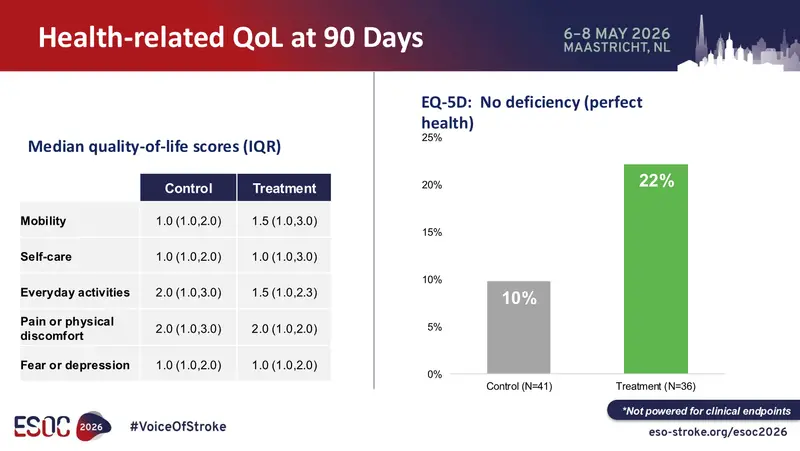 Health-related QoL at 90 Days
6–8 MAY 2026
MAASTRICHT, NL
Median quality-of-life scores (IQR)
Control Treatment
Mobility 1.0 (1.0,2.0) 1.5 (1.0,3.0)
Self-care 1.0 (1.0,2.0) 1.0 (1.0,3.0)
Everyday activities 2.0 (1.0,3.0) 1.5 (1.0,2.3)
Pain or physical
discomfort 2.0 (1.0,3.0) 2.0 (1.0,2.0)
Fear or depression 1.0 (1.0,2.0) 1.0 (1.0,2.0)
EQ-5D: No deficiency (perfect
health)
25%
20%
15%
10%
5%
0%
10%
22%
Control (N=41) Treatment (N=36)
*Not powered for clinical endpoints
ESOC 2026
#VoiceOfStroke
eso-stroke.org/esoc2026